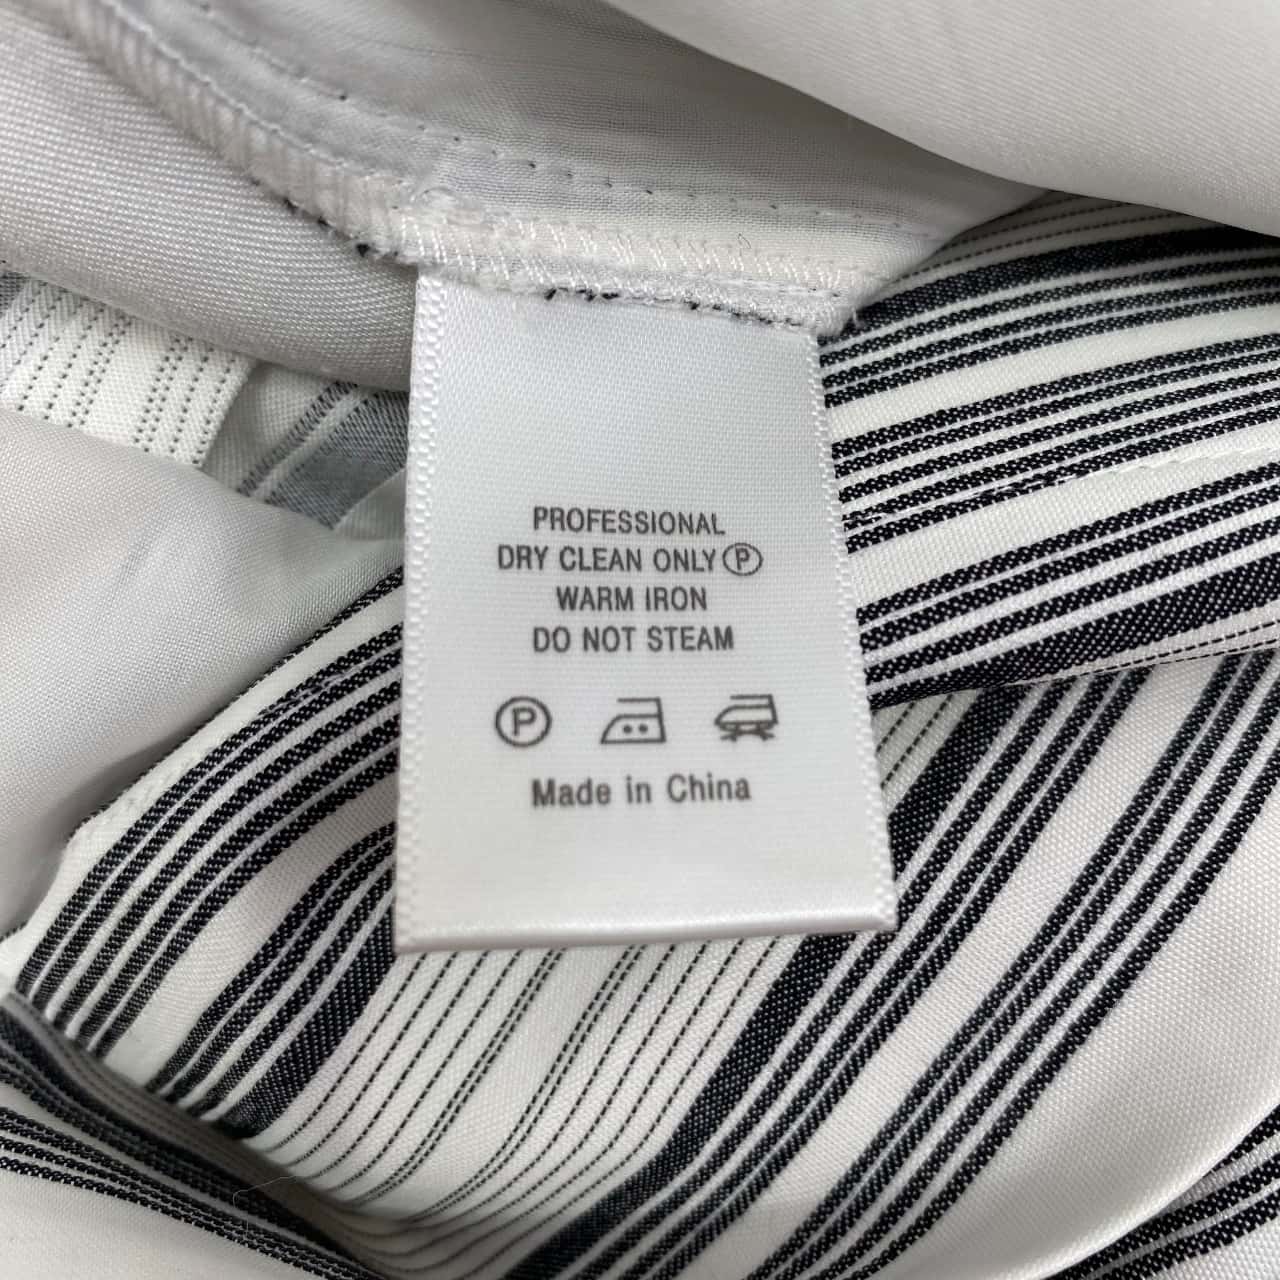 PROFESSIONAL
DRY CLEAN ONLY Ⓟ
WARM IRON
DO NOT STEAM
Ⓟ
Made in China